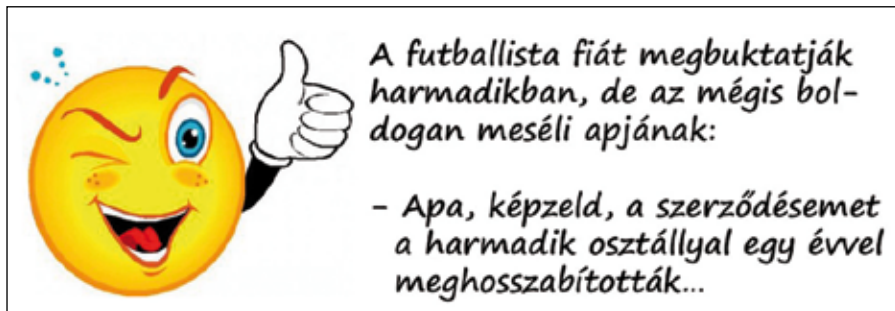 A futballista fiát megbuktatják
harmadikban, de az mégis bol-
dogan meséli apjának:
- Apa, képzeld, a szerződésemet
a harmadik osztállyal egy évvel
meghosszabították...